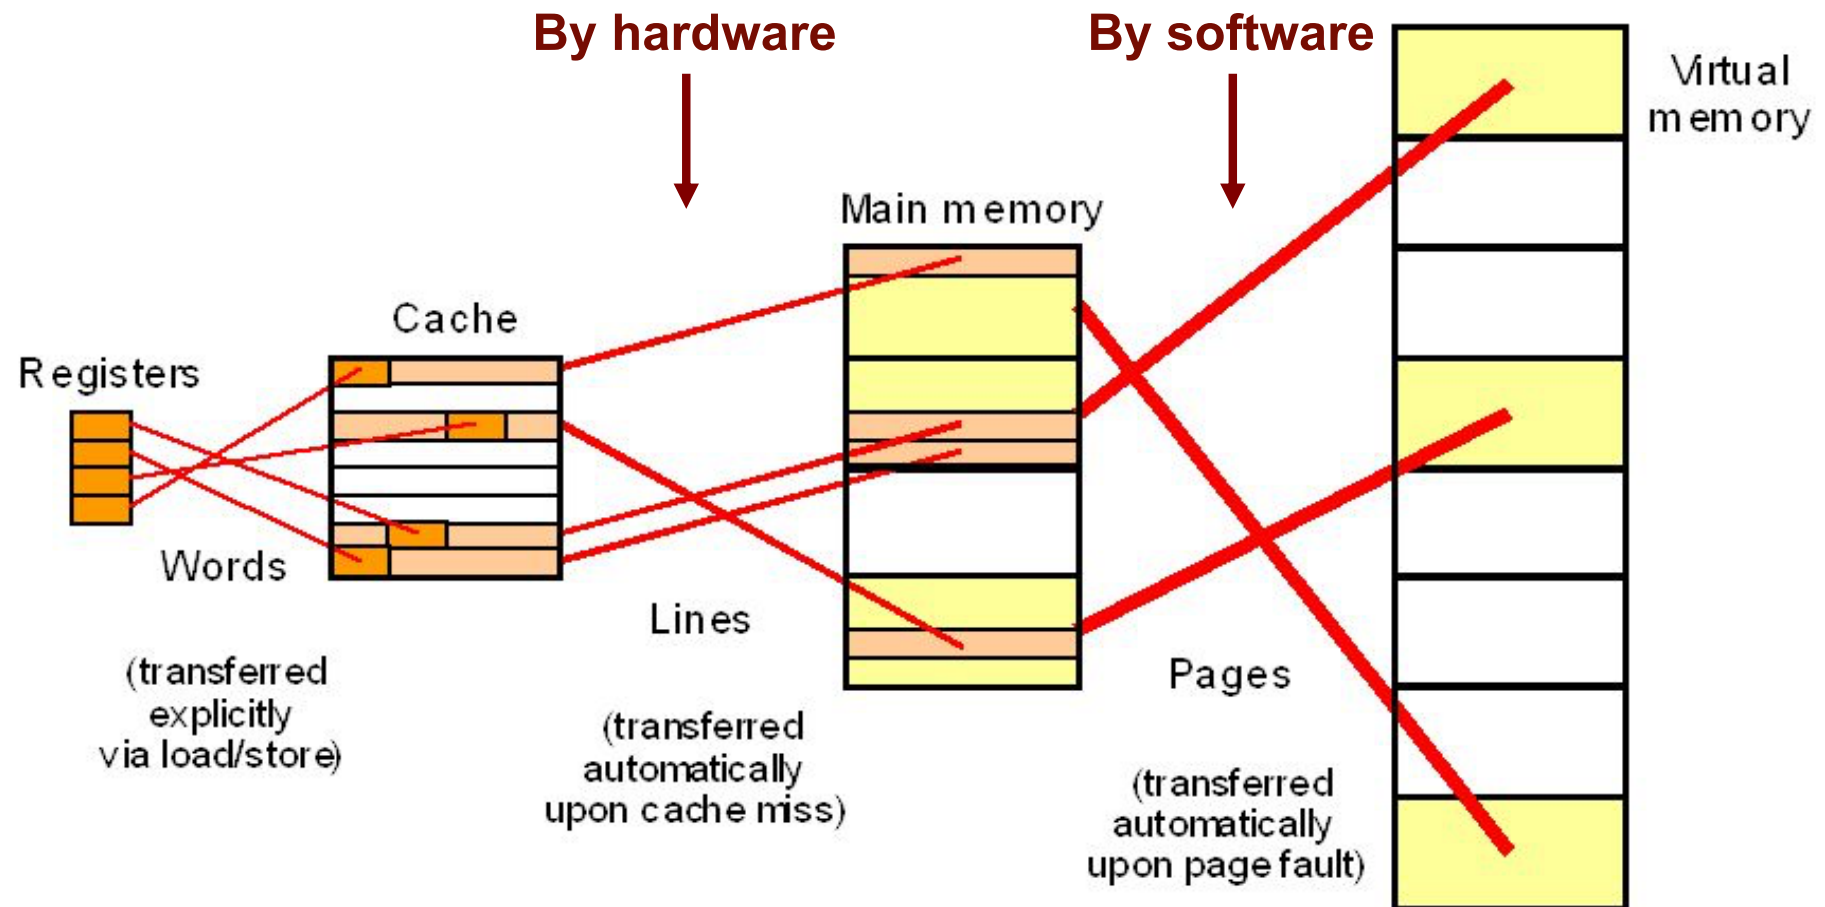 By hardware
By software
Virtual
memory
Main memory
Cache
Registers
Words
Lines
Pages
(transferred
explicitly
via load/store)
(transferred
automatically
upon cache miss)
(transferred
automatically
upon page fault)